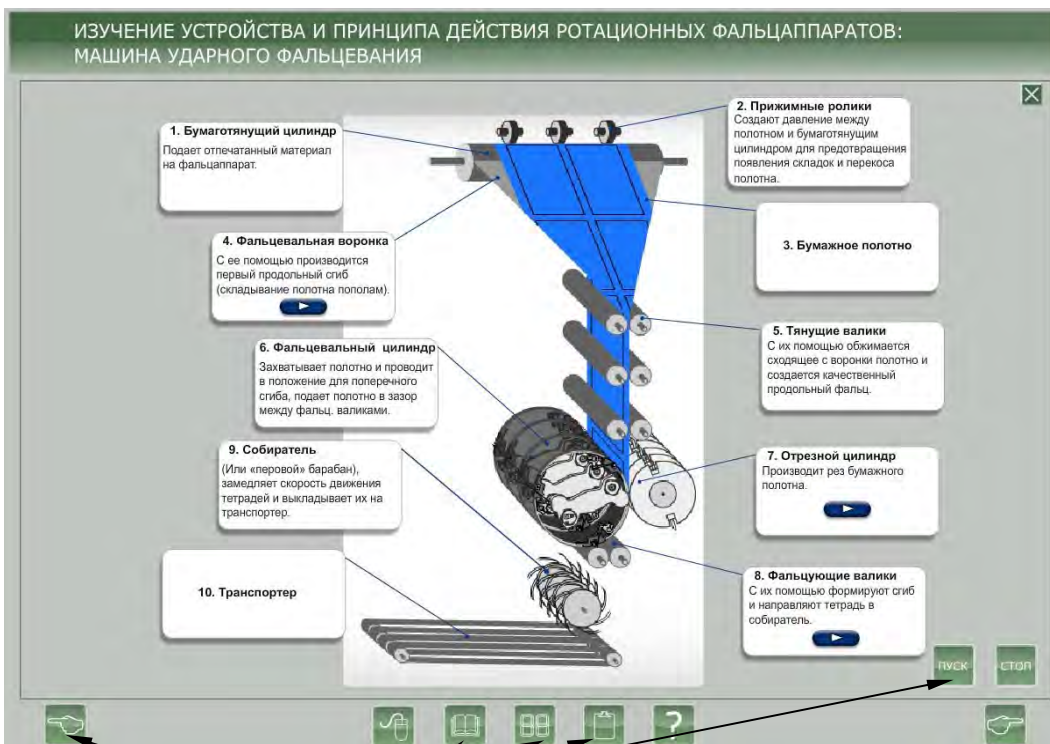 ИЗУЧЕНИЕ УСТРОЙСТВА И ПРИНЦИПА ДЕЙСТВИЯ РОТАЦИОННЫХ ФАЛЬЦАППАРАТОВ:
МАШИНА УДАРНОГО ФАЛЬЦЕВАНИЯ
1. Бумаготянущий цилиндр
Подает отпечатанный материал
на фальцаппарат.
2. Прижимные ролики
Создают давление между
полотном и бумаготянущим
цилиндром для предотвращения
появления складок и перекоса
полотна.
3. Бумажное полотно
4. Фальцевальная воронка
С ее помощью производится
первый продольный сгиб
(складывание полотна пополам).
5. Тянущие валики
С их помощью обжимается
сходящее с воронки полотно и
создается качественный
продольный фальц.
6. Фальцевальный цилиндр
Захватывает полотно и проводит
в положение для поперечного
сгиба, подает полотно в зазор
между фальц. валиками.
7. Отрезной цилиндр
Производит рез бумажного
полотна.
9. Собиратель
(Или «перовой» барабан),
замедляет скорость движения
тетрадей и выкладывает их на
транспортер.
8. Фальцующие валики
С их помощью формируют сгиб
и направляют тетрадь в
собиратель.
10. Транспортер
ПУСК
СТОП
?